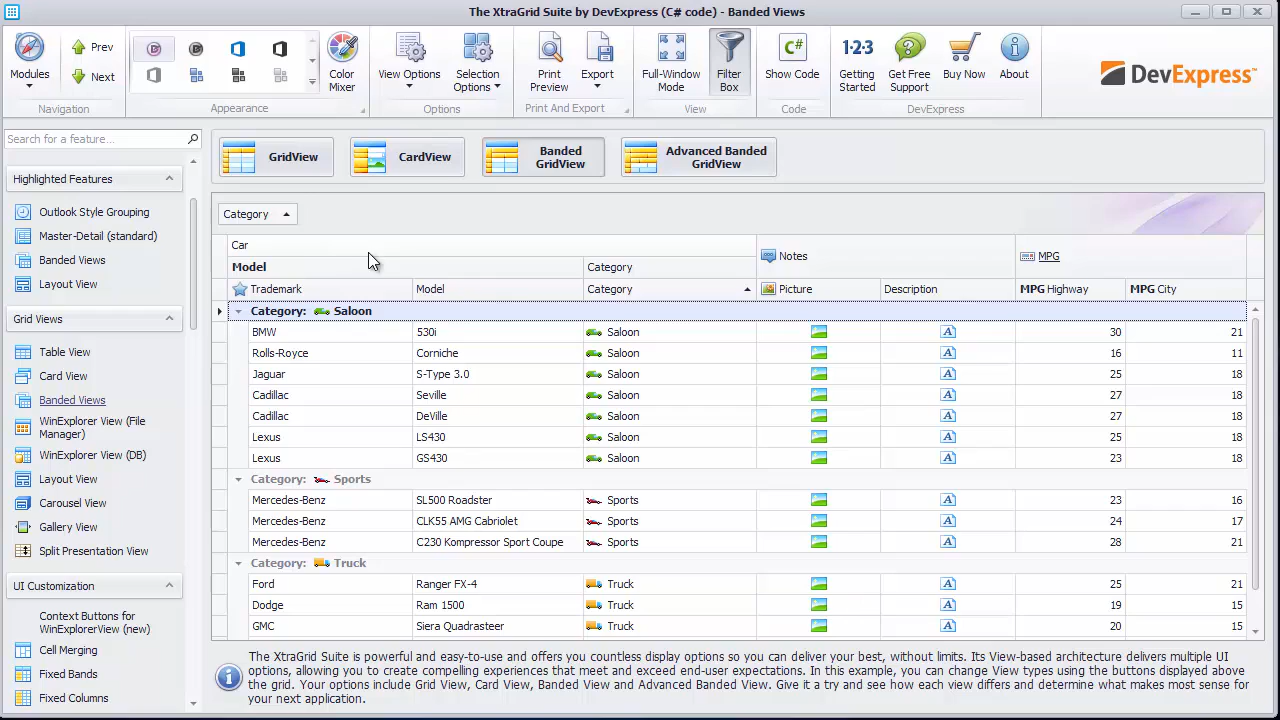 The XtraGrid Suite by DevExpress (C# code) - Banded Views
Modules
Prev
Next
Navigation
Color
Mixer
Appearance
View Options
Selection
Option:
Options
Print
Preview
Export
Print And Export
Full-Window
Mode
Filter
Box
View
C#
Show Code
Code
1·2·3
Getting
Started
Get Free
Support
Buy Now
About
DevExpress
DevExpress™
Search for a feature...
Highlighted Features
Outlook Style Grouping
Master-Detail (standard)
Banded Views
Layout View
Grid Views
Table View
Card View
Banded Views
WinExplorer View (File
Manager)
WinExplorer View (DB)
Layout View
Carousel View
Gallery View
Split Presentation View
UI Customization
Context Buttons for
WinExplorerView (new)
Cell Merging
Fixed Bands
Fixed Columns
GridView
CardView
Banded
GridView
Advanced Banded
GridView
Category
Car
Notes
MPG
Model
Category
Trademark
Model
Category
Picture
Description
MPG Highway
MPG City
Category: Saloon
BMW 530i Saloon A 30 21
Rolls-Royce Corniche Saloon A 16 11
Jaguar S-Type 3.0 Saloon A 25 18
Cadillac Seville Saloon A 27 18
Cadillac DeVille Saloon A 27 18
Lexus LS430 Saloon A 25 18
Lexus GS430 Saloon A 23 18
Category: Sports
Mercedes-Benz SL500 Roadster Sports A 23 16
Mercedes-Benz CLK55 AMG Cabriolet Sports A 24 17
Mercedes-Benz C230 Kompressor Sport Coupe Sports A 28 21
Category: Truck
Ford Ranger FX-4 Truck A 25 21
Dodge Ram 1500 Truck A 19 15
GMC Siera Quadrasteer Truck A 20 15
The XtraGrid Suite is powerful and easy-to-use and offers you countless display options so you can deliver your best, without limits. Its View-based architecture delivers multiple UI
options, allowing you to create compelling experiences that meet and exceed end-user expectations. In this example, you can change View types using the buttons displayed above
the grid. Your options include Grid View, Card View, Banded View and Advanced Banded View. Give it a try and see how each view differs and determine what makes most sense for
your next application.